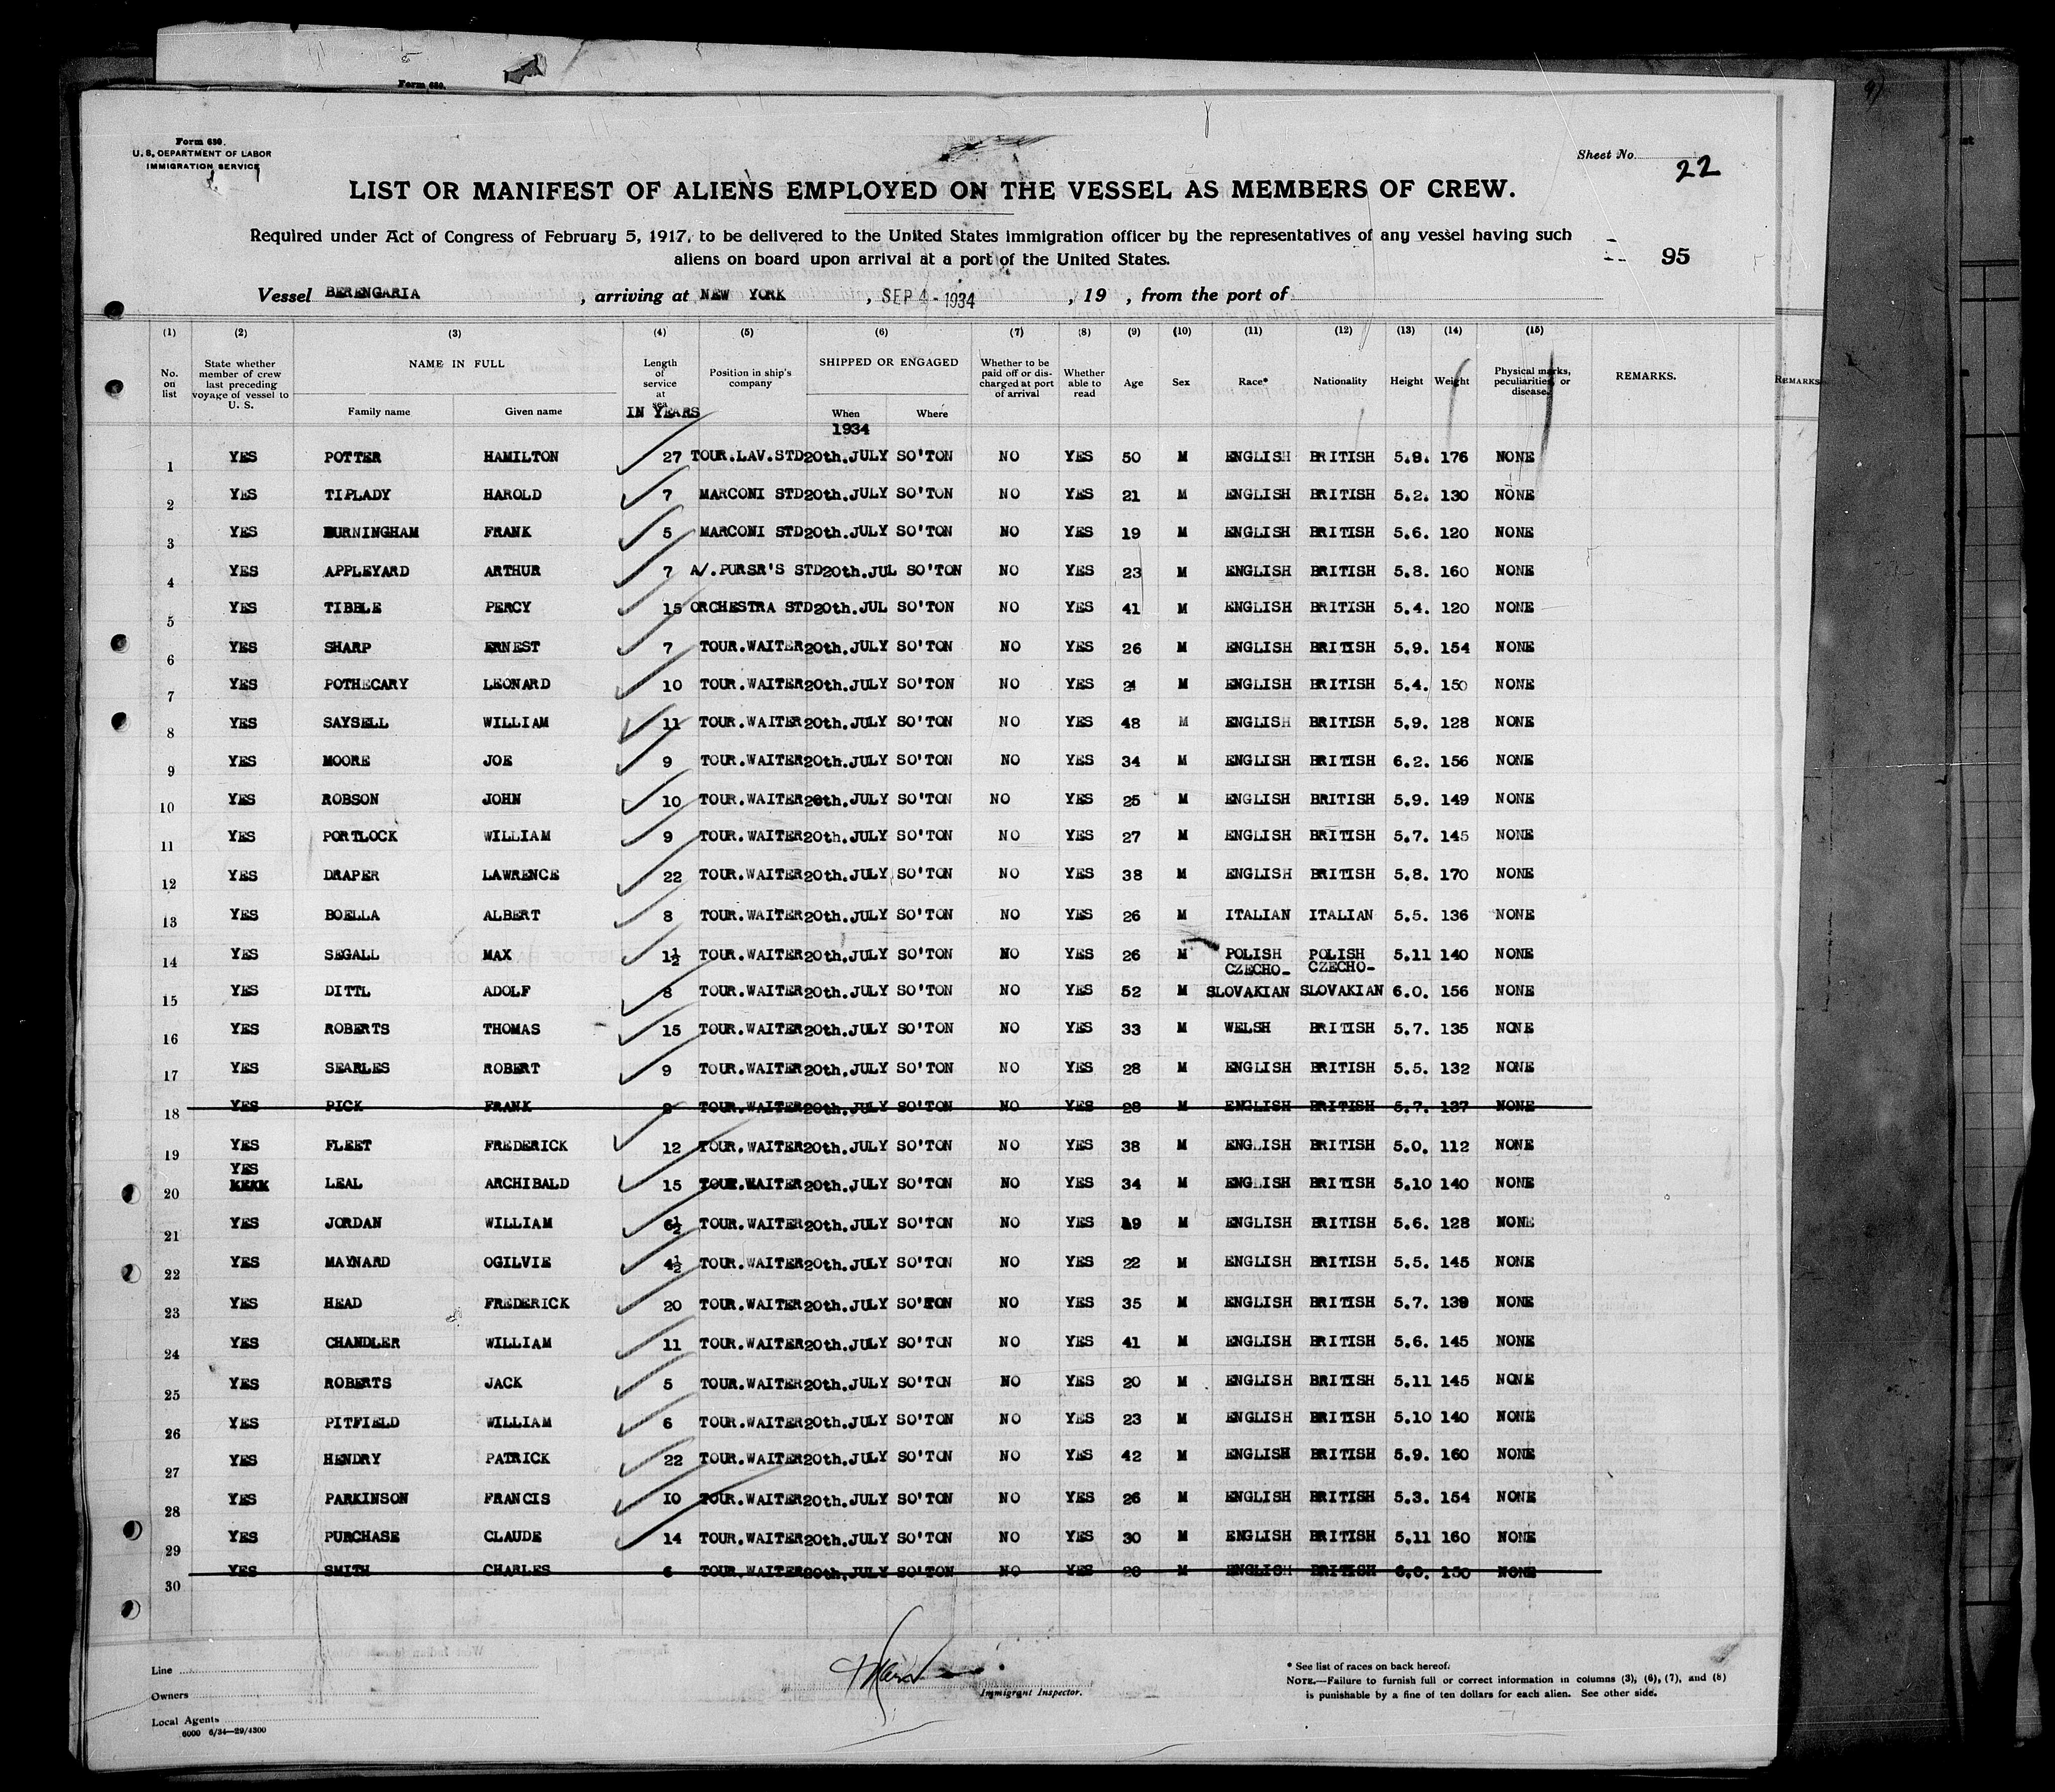 Form 630.
Form 630.
U. S. DEPARTMENT OF LABOR
IMMIGRATION SERVICE
Sheet No.
22
LIST OR MANIFEST OF ALIENS EMPLOYED ON THE VESSEL AS MEMBERS OF CREW.
Required under Act of Congress of February 5, 1917, to be delivered to the United States immigration officer by the representatives of any vessel having such
aliens on board upon arrival at a port of the United States.
95
Vessel BERENGARIA , arriving at NEW YORK , SEP 4 - 1934 , 19 , from the port of
(1) (2) (3) (4) (5) (6) (7) (8) (9) (10) (11) (12) (13) (14) (15)
No. on list State whether member of crew last preceding voyage of vessel to U. S. NAME IN FULL Family name Given name Length of service at sea IN YEARS Position in ship's company SHIPPED OR ENGAGED When 1934 Where Whether to be paid off or discharged at port of arrival Whether able to read Age Sex Race* Nationality Height Weight Physical marks, peculiarities, or disease REMARKS.
REMARKS
1 YES POTTER HAMILTON 27 TOUR.LAV.STD 20th.JULY SO'TON NO YES 50 M ENGLISH BRITISH 5.8. 176 NONE
2 YES TIPLADY HAROLD 7 MARCONI STD 20th.JULY SO'TON NO YES 21 M ENGLISH BRITISH 5.2. 130 NONE
3 YES BURNINGHAM FRANK 5 MARCONI STD 20th.JULY SO'TON NO YES 19 M ENGLISH BRITISH 5.6. 120 NONE
4 YES APPLEYARD ARTHUR 7 A/.PURSR'S STD 20th.JUL SO'TON NO YES 23 M ENGLISH BRITISH 5.8. 160 NONE
5 YES TIBBLE PERCY 15 ORCHESTRA STD 20th.JUL SO'TON NO YES 41 M ENGLISH BRITISH 5.4. 120 NONE
6 YES SHARP ERNEST 7 TOUR.WAITER 20th.JULY SO'TON NO YES 26 M ENGLISH BRITISH 5.9. 154 NONE
7 YES POTHECARY LEONARD 10 TOUR.WAITER 20th.JULY SO'TON NO YES M ENGLISH BRITISH 5.4. 150 NONE
8 YES SAYSELL WILLIAM 11 TOUR.WAITER 20th.JULY SO'TON NO YES 48 M ENGLISH BRITISH 5.9. 128 NONE
9 YES MOORE JOE 9 TOUR.WAITER 20th.JULY SO'TON NO YES 34 M ENGLISH BRITISH 6.2. 156 NONE
10 YES ROBSON JOHN 10 TOUR.WAITER 20th.JULY SO'TON NO YES 25 M ENGLISH BRITISH 5.9. 149 NONE
11 YES PORTLOCK WILLIAM 9 TOUR.WAITER 20th.JULY SO'TON NO YES 27 M ENGLISH BRITISH 5.7. 145 NONE
12 YES DRAPER LAWRENCE 22 TOUR.WAITER 20th.JULY SO'TON NO YES 38 M ENGLISH BRITISH 5.8. 170 NONE
13 YES BOELLA ALBERT 8 TOUR.WAITER 20th.JULY SO'TON NO YES 26 M ITALIAN ITALIAN 5.5. 136 NONE
14 YES SEGALL MAX 1½ TOUR.WAITER 20th.JULY SO'TON NO YES 26 M POLISH POLISH 5.11 140 NONE
15 YES DITTL ADOLF 8 TOUR.WAITER 20th.JULY SO'TON NO YES 52 M CZECHO-SLOVAKIAN CZECHO-SLOVAKIAN 6.0. 156 NONE
16 YES ROBERTS THOMAS 15 TOUR.WAITER 20th.JULY SO'TON NO YES 33 M WELSH BRITISH 5.7. 135 NONE
17 YES SEARLES ROBERT 9 TOUR.WAITER 20th.JULY SO'TON NO YES 28 M ENGLISH BRITISH 5.5. 132 NONE
18 YES PICK FRANK TOUR.WAITER 20th.JULY SO'TON NO YES 28 M ENGLISH BRITISH 5.7. 137 NONE
19 YES FLEET FREDERICK 12 TOUR.WAITER 20th.JULY SO'TON NO YES 38 M ENGLISH BRITISH 5.0. 112 NONE
20 YES LEAL ARCHIBALD 15 TOUR.WAITER 20th.JULY SO'TON NO YES 34 M ENGLISH BRITISH 5.10 140 NONE
21 YES JORDAN WILLIAM 6½ TOUR.WAITER 20th.JULY SO'TON NO YES M ENGLISH BRITISH 5.6. 128 NONE
22 YES MAYNARD OGILVIE 4½ TOUR.WAITER 20th.JULY SO'TON NO YES 22 M ENGLISH BRITISH 5.5. 145 NONE
23 YES HEAD FREDERICK 20 TOUR.WAITER 20th.JULY SO'TON NO YES 35 M ENGLISH BRITISH 5.7. 139 NONE
24 YES CHANDLER WILLIAM 11 TOUR.WAITER 20th.JULY SO'TON NO YES 41 M ENGLISH BRITISH 5.6. 145 NONE
25 YES ROBERTS JACK 5 TOUR.WAITER 20th.JULY SO'TON NO YES 20 M ENGLISH BRITISH 5.11 145 NONE
26 YES PITFIELD WILLIAM 6 TOUR.WAITER 20th.JULY SO'TON NO YES 23 M ENGLISH BRITISH 5.10 140 NONE
27 YES HENDRY PATRICK 22 TOUR.WAITER 20th.JULY SO'TON NO YES 42 M ENGLISH BRITISH 5.9. 160 NONE
28 YES PARKINSON FRANCIS 10 TOUR.WAITER 20th.JULY SO'TON NO YES 26 M ENGLISH BRITISH 5.3. 154 NONE
29 YES PURCHASE CLAUDE 14 TOUR.WAITER 20th.JULY SO'TON NO YES 30 M ENGLISH BRITISH 5.11 160 NONE
30 YES SMITH CHARLES 6 TOUR.WAITER 20th.JULY SO'TON NO YES M ENGLISH BRITISH 150 NONE
Line
Owners
Local Agents
6000 6/34—29/4300
Immigrant Inspector.
* See list of races on back hereof.
NOTE.—Failure to furnish full or correct information in columns (3), (6), (7), and (8)
is punishable by a fine of ten dollars for each alien. See other side.